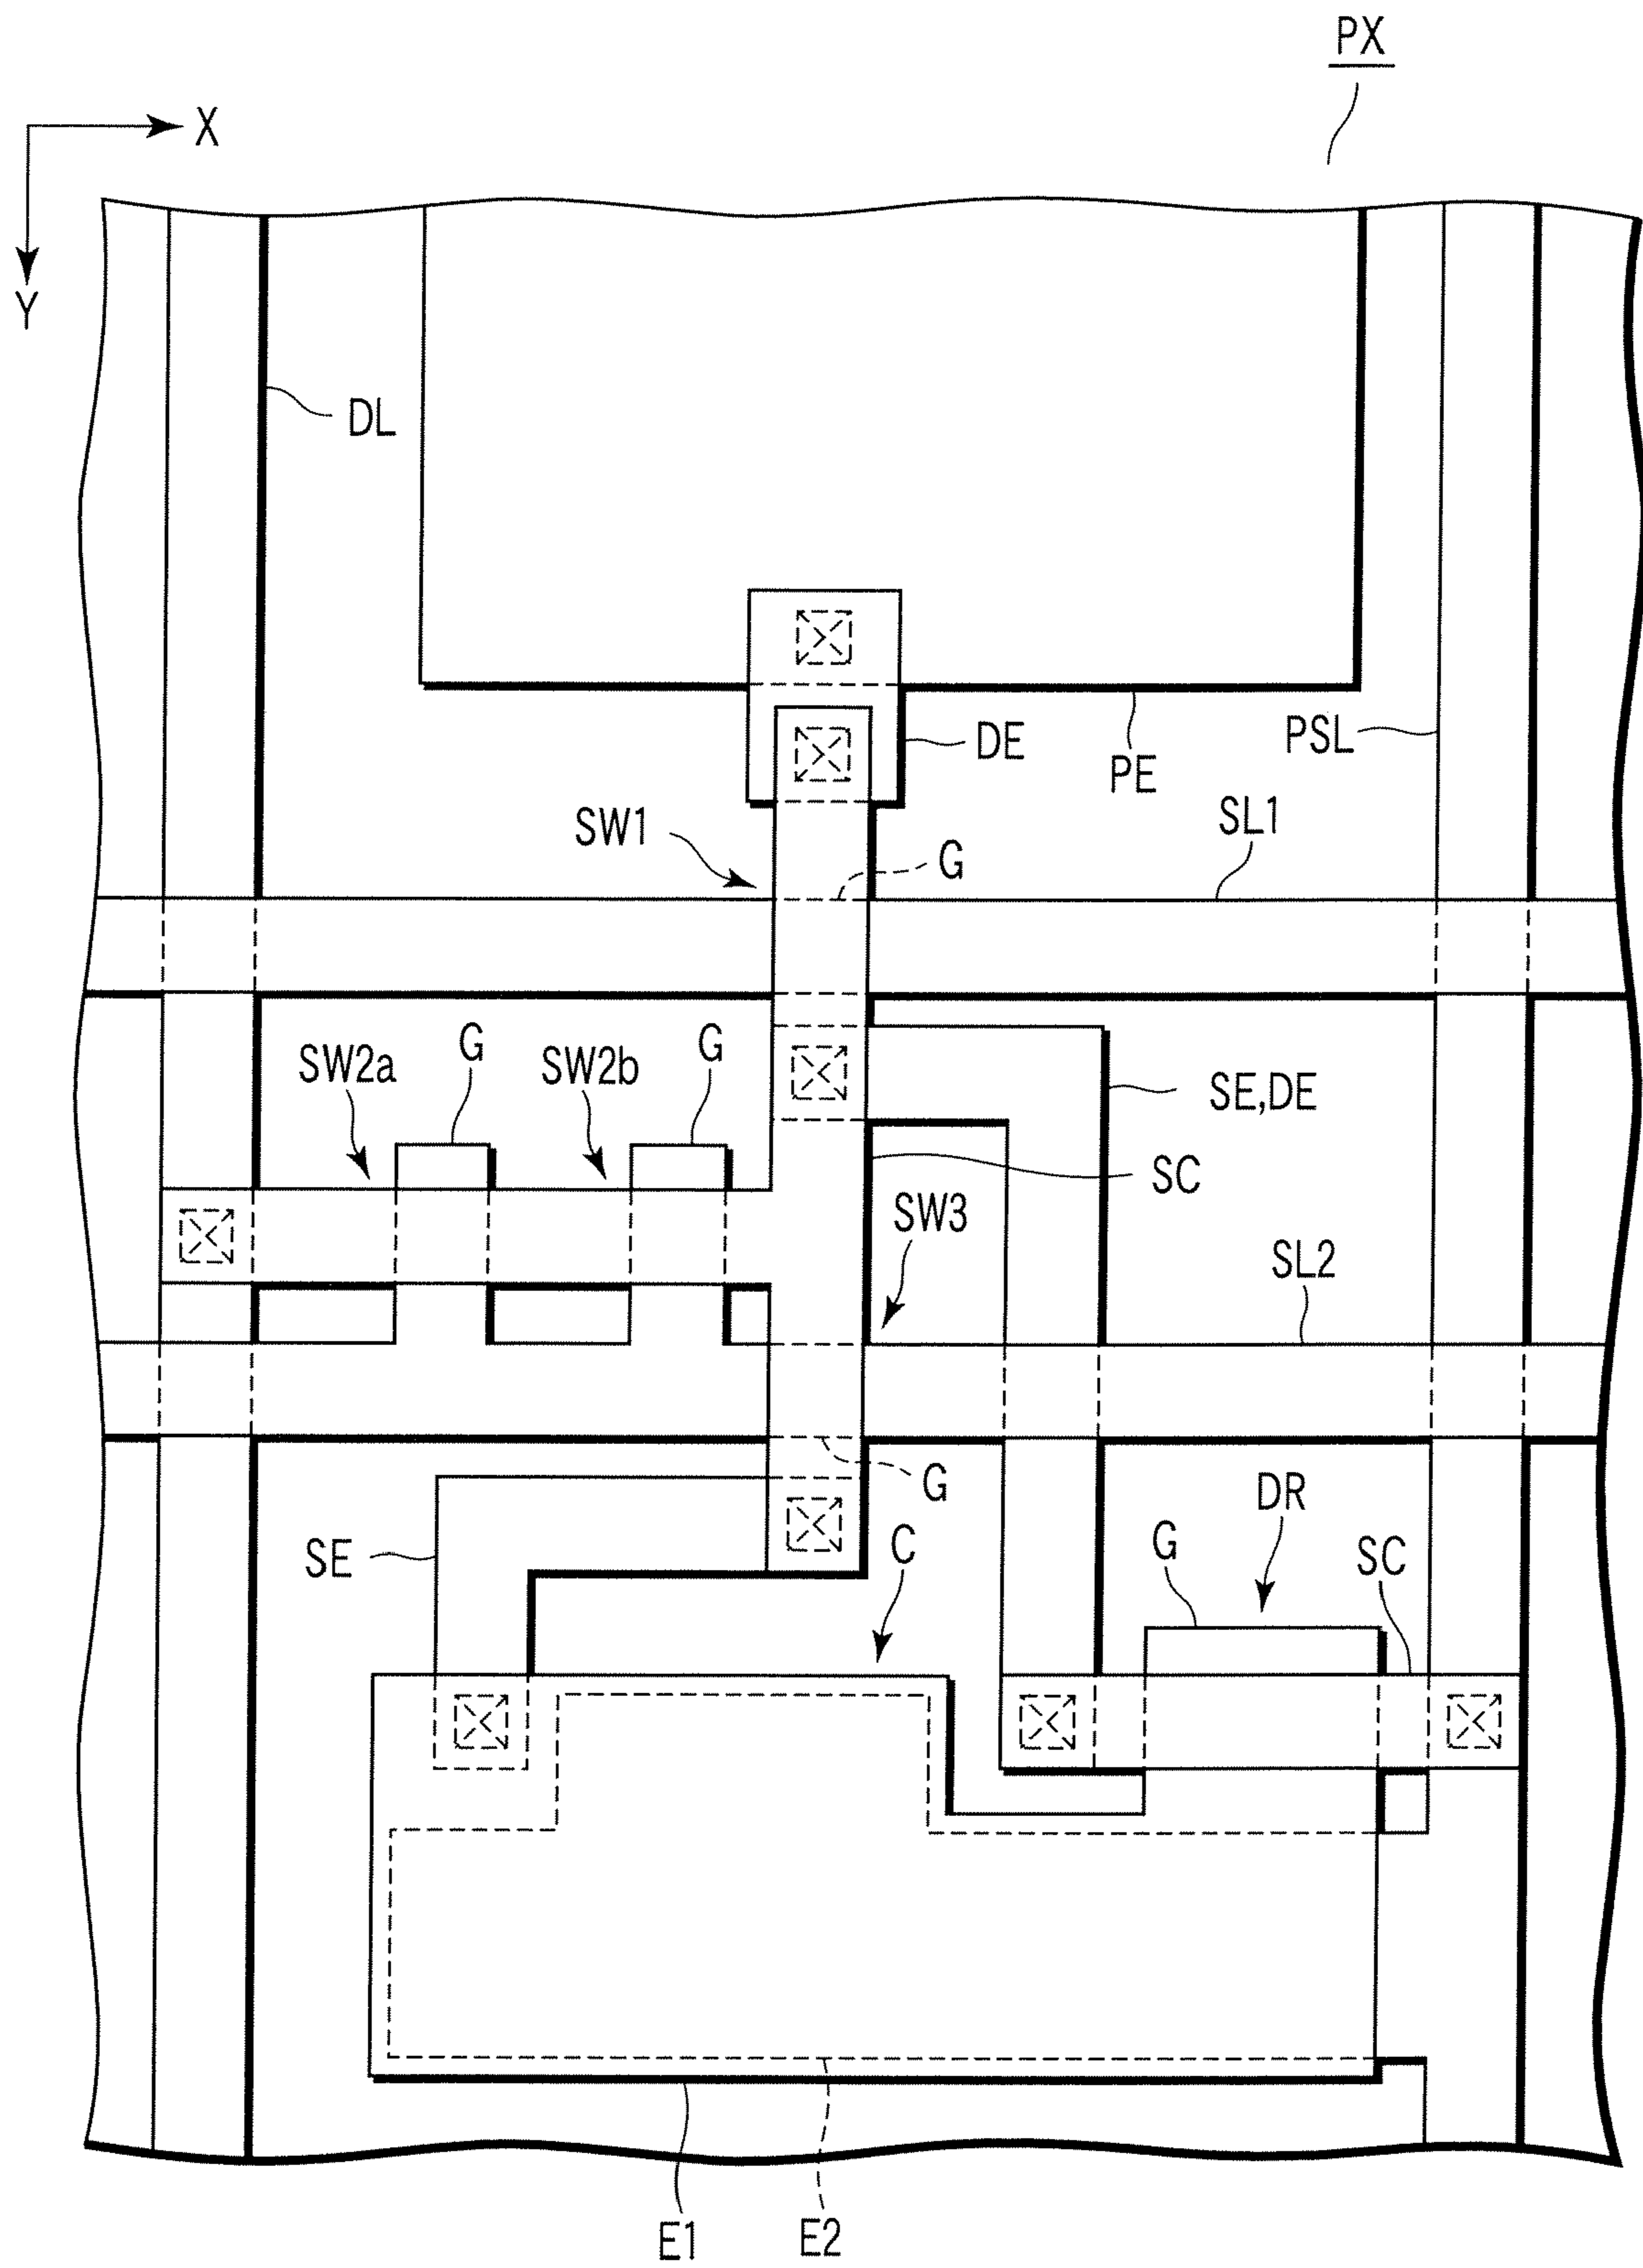 PX
X
Y
DL
DE
PSL
PE
SW1
SL1
G
G
G
SW2a
SW2b
SE,DE
SC
SW3
SL2
G
DR
C
G
SC
SE
E1
E2